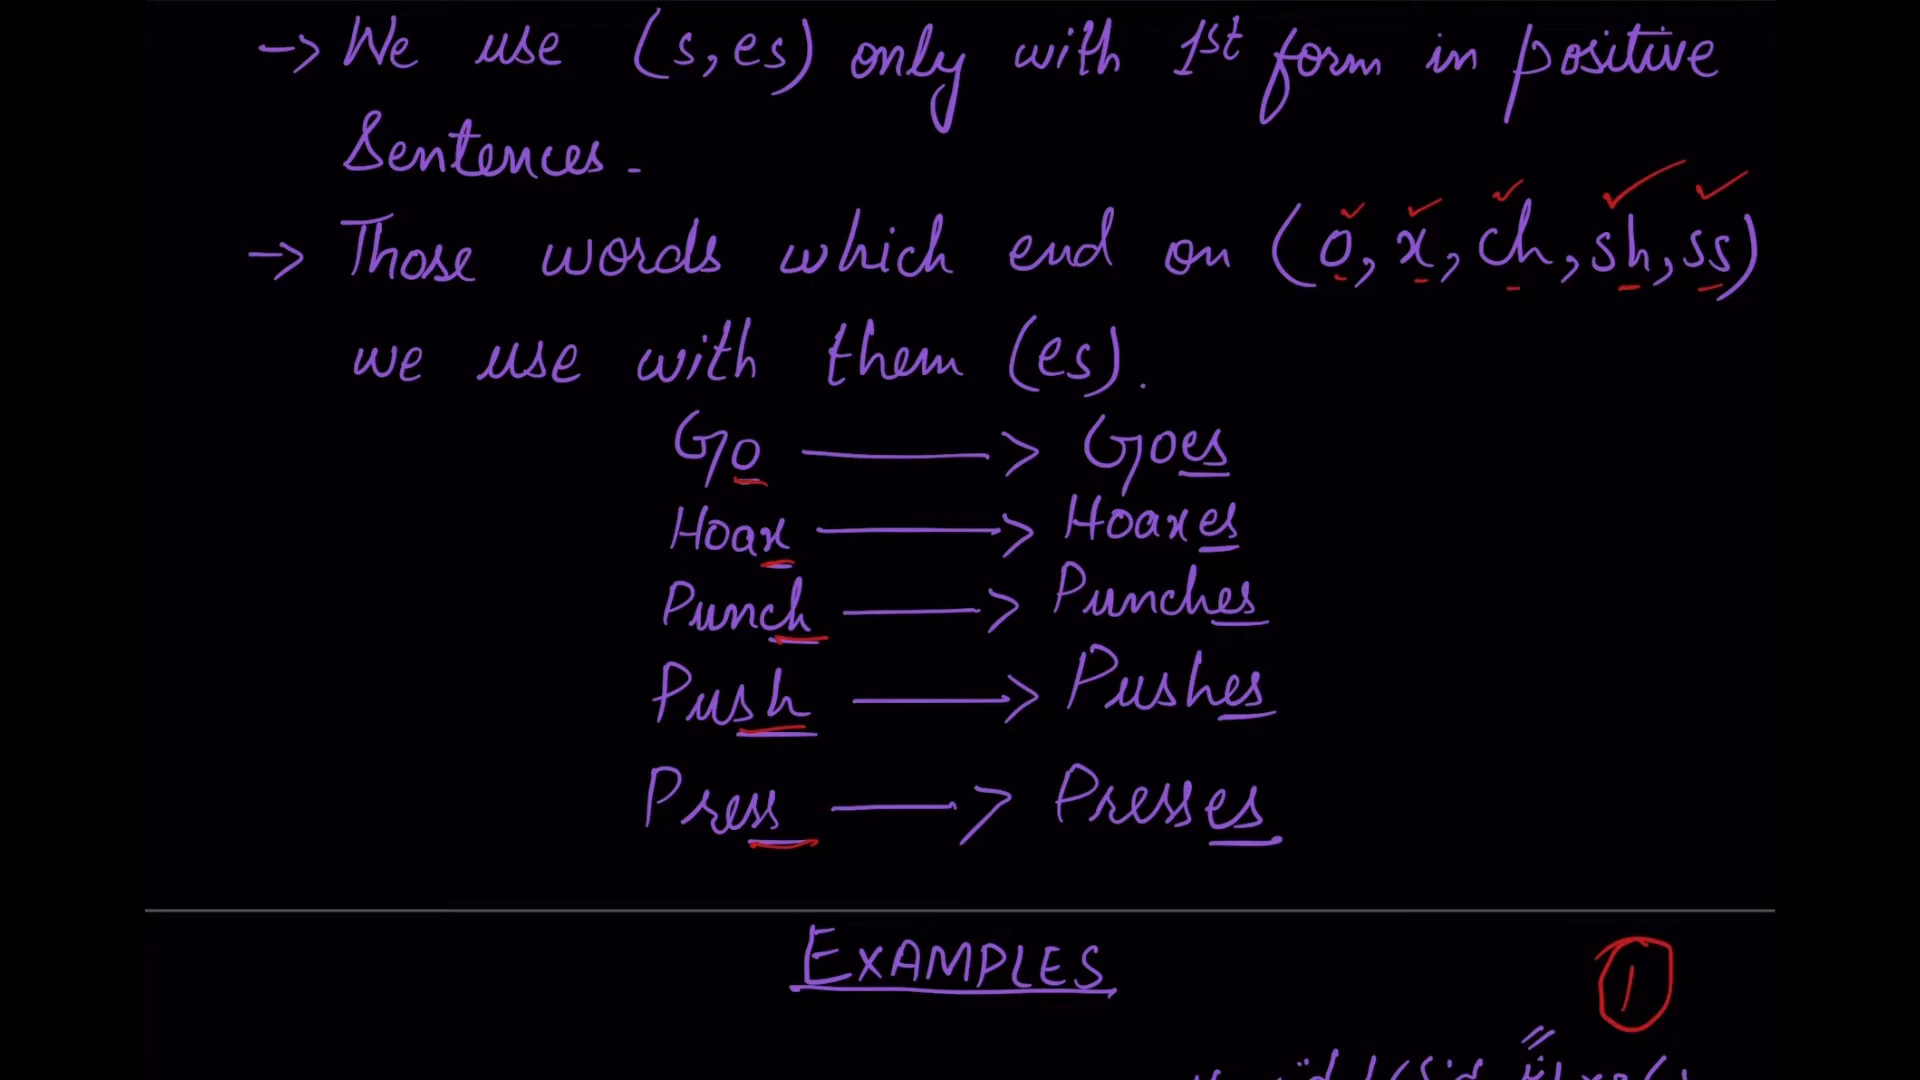 → We use (s, es) only with 1st form in positive
Sentences.
→ Those words which end on (o, x, ch, sh, ss)
we use with them (es).
Go → Goes
Hoax → Hoaxes
Punch → Punches
Push → Pushes
Press → Presses
EXAMPLES
1